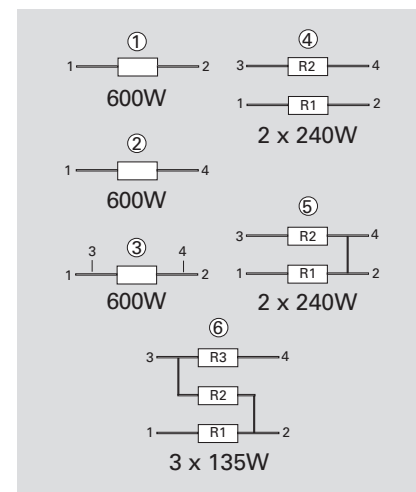 ①
1 2
600W
②
1 4
600W
③
3 4
1 2
600W
④
3 R2 4
1 R1 2
2 x 240W
⑤
3 R2 4
1 R1 2
2 x 240W
⑥
3 R3 4
R2
1 R1 2
3 x 135W